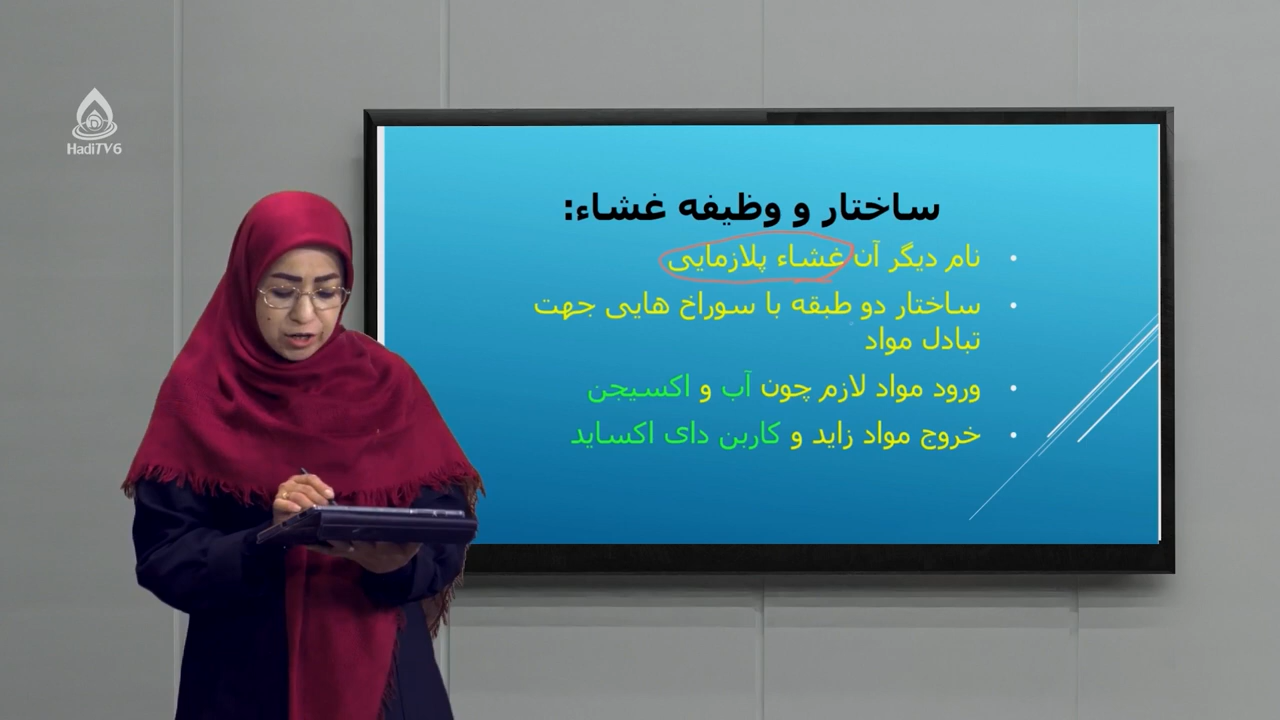 HadiTV6
ساختار و وظیفه غشاء:
نام دیگر آن غشاء پلازمایی
ساختار دو طبقه با سوراخ هایی جهت
تبادل مواد
ورود مواد لازم چون آب و اکسیجن
خروج مواد زاید و کاربن دای اکساید